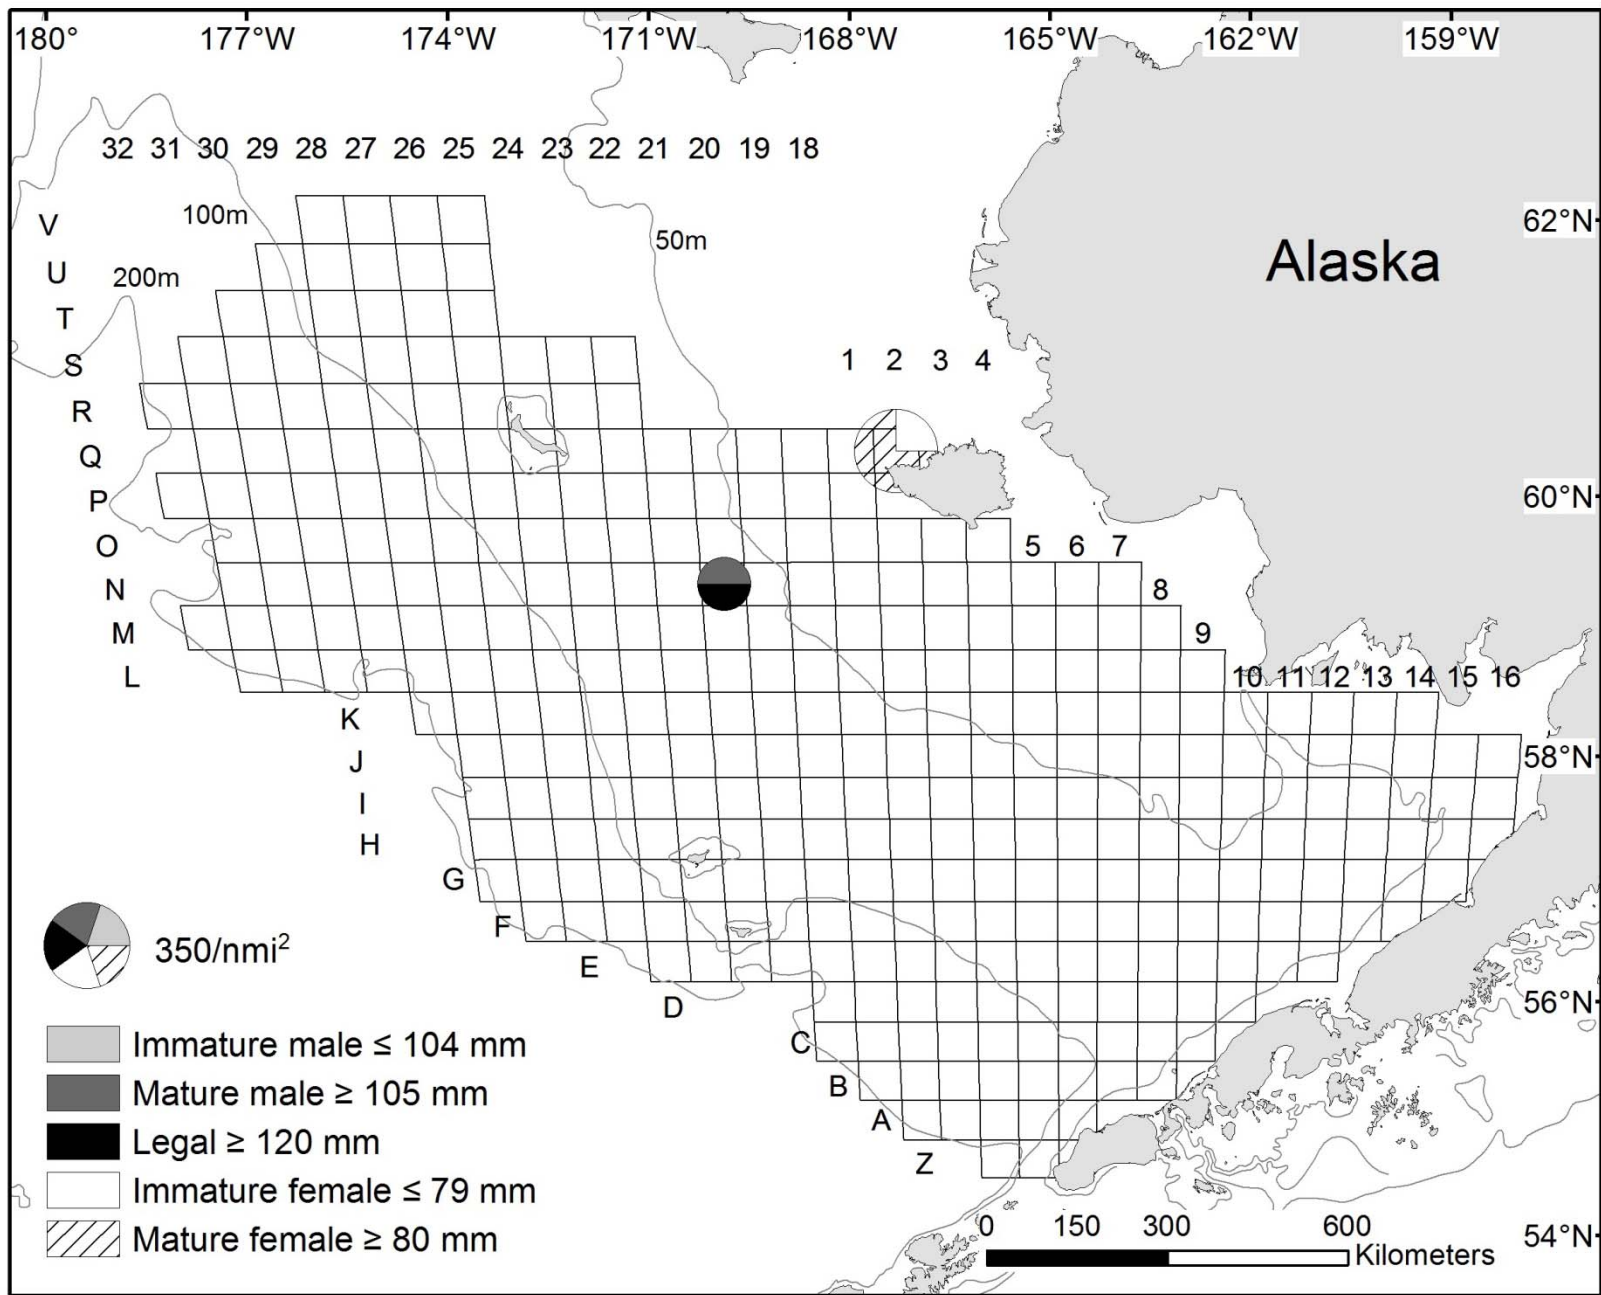 180° 177°W 174°W 171°W 168°W 165°W 162°W 159°W
32 31 30 29 28 27 26 25 24 23 22 21 20 19 18
100m
62°N
V
50m
Alaska
U
200m
T
1 2 3 4
S
R
Q
P
60°N
O
5 6 7
N
8
M
9
L
10 11 12 13 14 15 16
K
58°N
J
I
H
G
F
350/nmi²
E
56°N
D
Immature male ≤ 104 mm
C
Mature male ≥ 105 mm
B
A
Legal ≥ 120 mm
Z
Immature female ≤ 79 mm
0 150 300 600
54°N
Mature female ≥ 80 mm
Kilometers